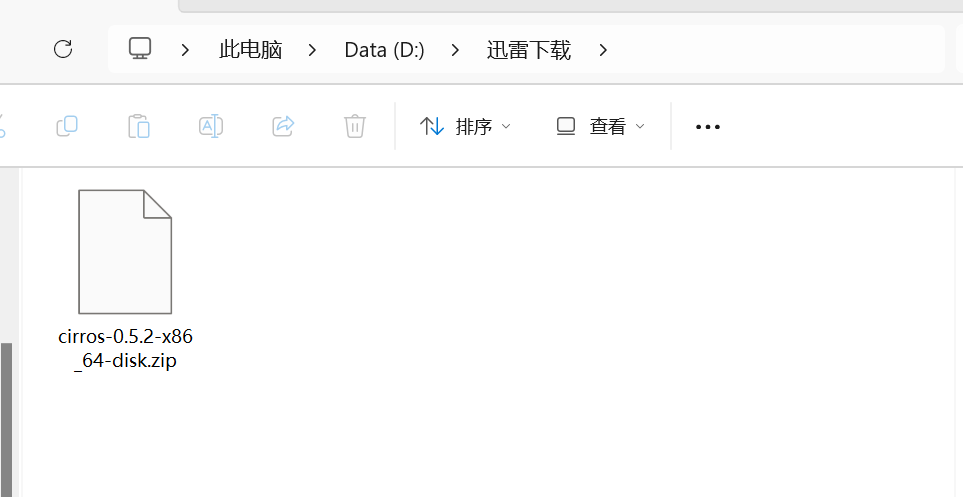 此电脑 Data (D:) 迅雷下载
排序 查看
cirros-0.5.2-x86
_64-disk.zip